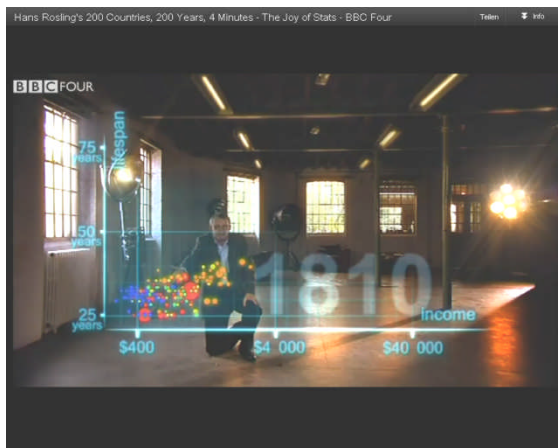 Hans Rosling's 200 Countries, 200 Years, 4 Minutes - The Joy of Stats - BBC Four
Teilen
Info
BBC FOUR
lifespan
75
years
50
years
25
years
1810
income
$400
$4 000
$40 000